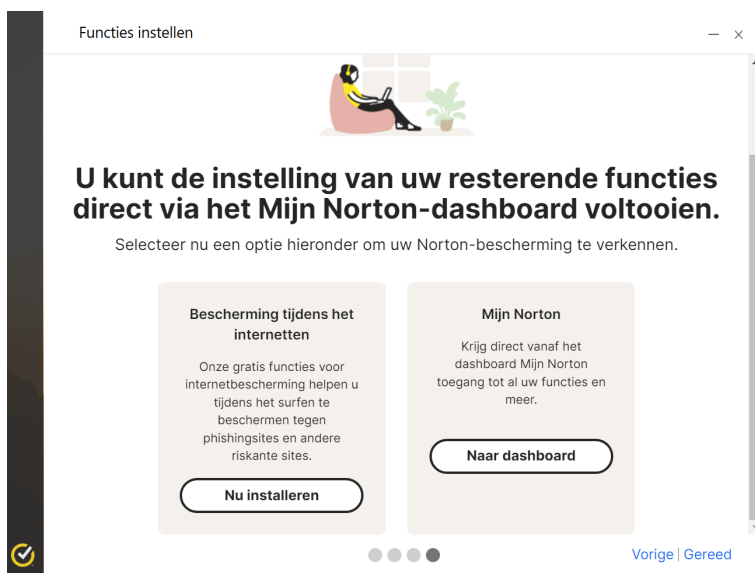 Functies instellen
U kunt de instelling van uw resterende functies
direct via het Mijn Norton-dashboard voltooien.
Selecteer nu een optie hieronder om uw Norton-bescherming te verkennen.
Bescherming tijdens het
internetten
Onze gratis functies voor
internetbescherming helpen u
tijdens het surfen te
beschermen tegen
phishingsites en andere
riskante sites.
Nu installeren
Mijn Norton
Krijg direct vanaf het
dashboard Mijn Norton
toegang tot al uw functies en
meer.
Naar dashboard
Vorige | Gereed